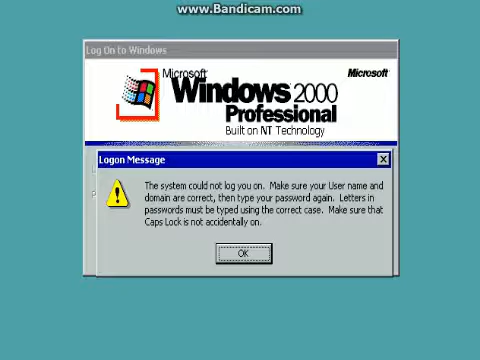 www.Bandicam.com
Log On to Windows
Microsoft
Microsoft
Windows 2000
Professional
Built on NT Technology
Logon Message
The system could not log you on. Make sure your User name and
domain are correct, then type your password again. Letters in
passwords must be typed using the correct case. Make sure that
Caps Lock is not accidentally on.
OK